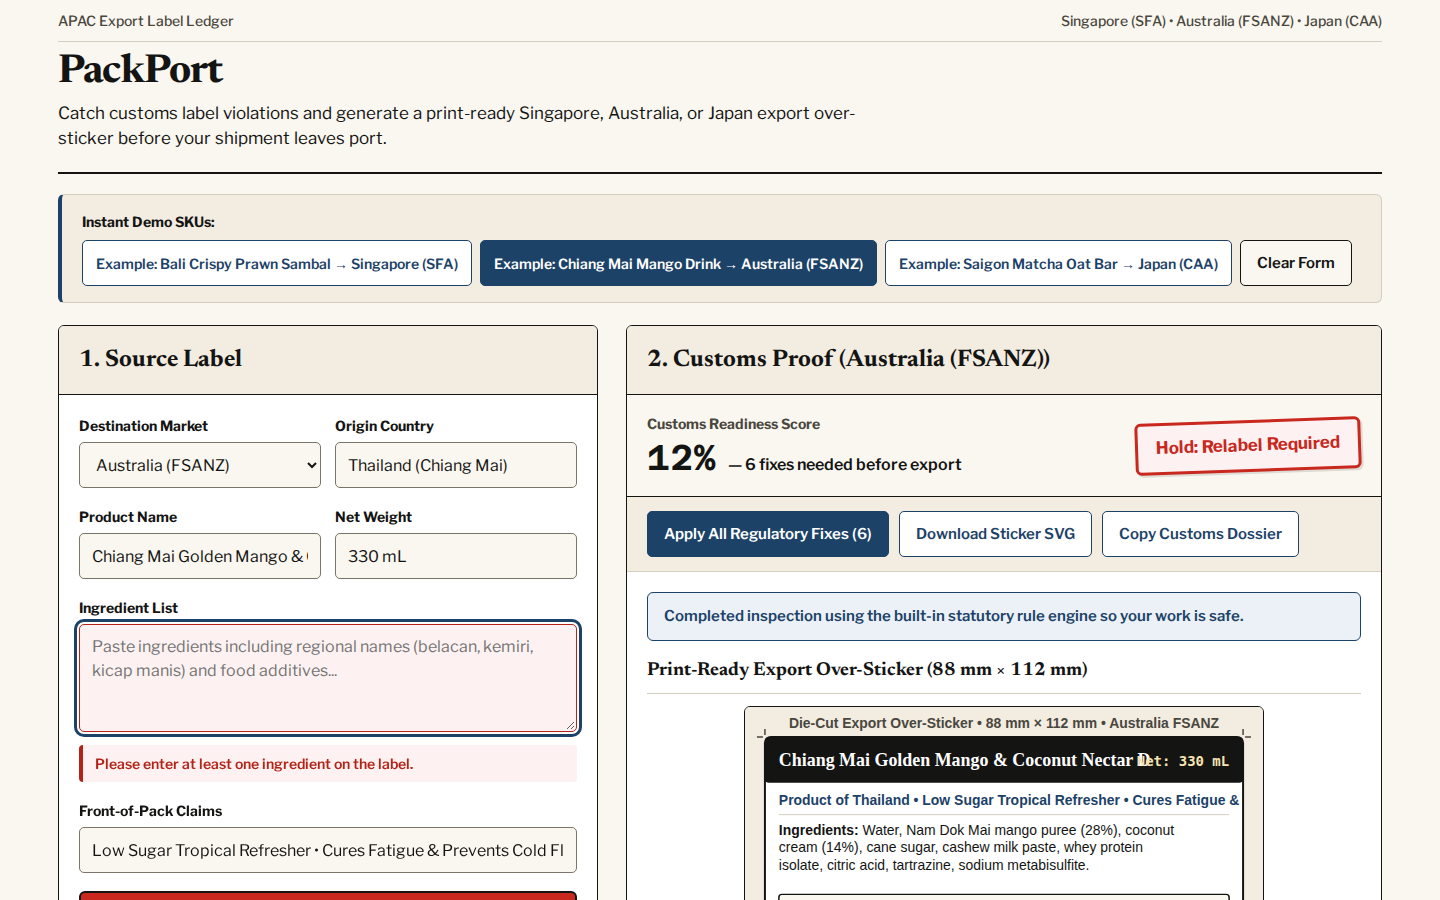 APAC Export Label Ledger
Singapore (SFA) • Australia (FSANZ) • Japan (CAA)
PackPort
Catch customs label violations and generate a print-ready Singapore, Australia, or Japan export over-
sticker before your shipment leaves port.
Instant Demo SKUs:
Example: Bali Crispy Prawn Sambal → Singapore (SFA)
Example: Chiang Mai Mango Drink → Australia (FSANZ)
Example: Saigon Matcha Oat Bar → Japan (CAA)
Clear Form
1. Source Label
Destination Market
Origin Country
Australia (FSANZ)
Thailand (Chiang Mai)
Product Name
Net Weight
Chiang Mai Golden Mango &
330 mL
Ingredient List
Paste ingredients including regional names (belacan, kemiri,
kicap manis) and food additives...
Please enter at least one ingredient on the label.
Front-of-Pack Claims
Low Sugar Tropical Refresher • Cures Fatigue & Prevents Cold Fl
2. Customs Proof (Australia (FSANZ))
Customs Readiness Score
12% — 6 fixes needed before export
Hold: Relabel Required
Apply All Regulatory Fixes (6)
Download Sticker SVG
Copy Customs Dossier
Completed inspection using the built-in statutory rule engine so your work is safe.
Print-Ready Export Over-Sticker (88 mm × 112 mm)
Die-Cut Export Over-Sticker • 88 mm × 112 mm • Australia FSANZ
Chiang Mai Golden Mango & Coconut Nectar
Net: 330 mL
Product of Thailand • Low Sugar Tropical Refresher • Cures Fatigue &
Ingredients: Water, Nam Dok Mai mango puree (28%), coconut
cream (14%), cane sugar, cashew milk paste, whey protein
isolate, citric acid, tartrazine, sodium metabisulfite.